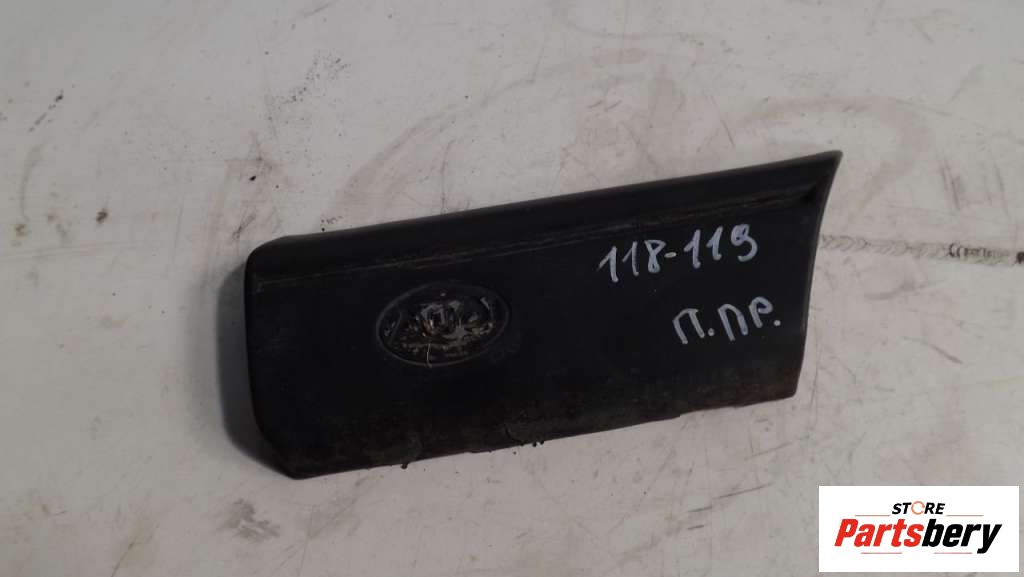 118-119
П.ПР.
STORE
Partsbery